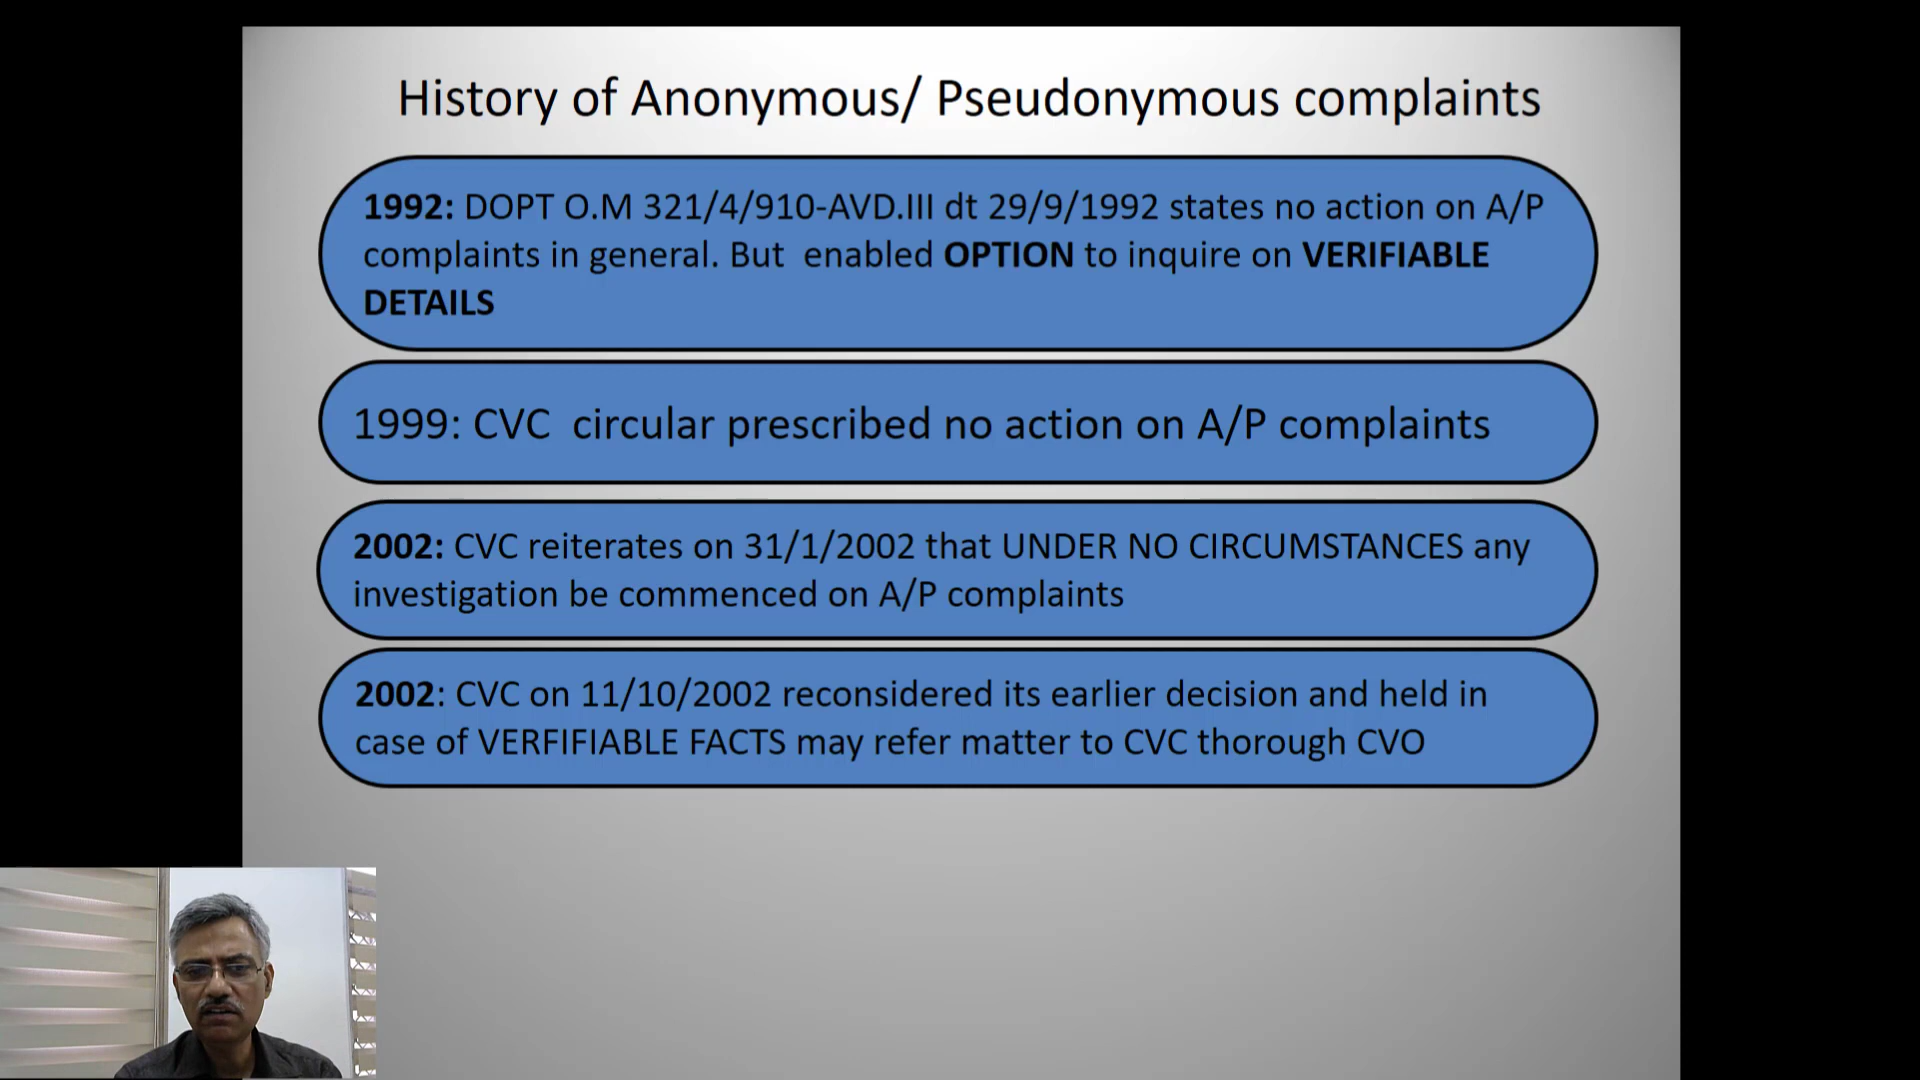 History of Anonymous/ Pseudonymous complaints
1992: DOPT O.M 321/4/910-AVD.III dt 29/9/1992 states no action on A/P
complaints in general. But  enabled OPTION to inquire on VERIFIABLE
DETAILS
1999: CVC  circular prescribed no action on A/P complaints
2002: CVC reiterates on 31/1/2002 that UNDER NO CIRCUMSTANCES any
investigation be commenced on A/P complaints
2002: CVC on 11/10/2002 reconsidered its earlier decision and held in
case of VERFIFIABLE FACTS may refer matter to CVC thorough CVO